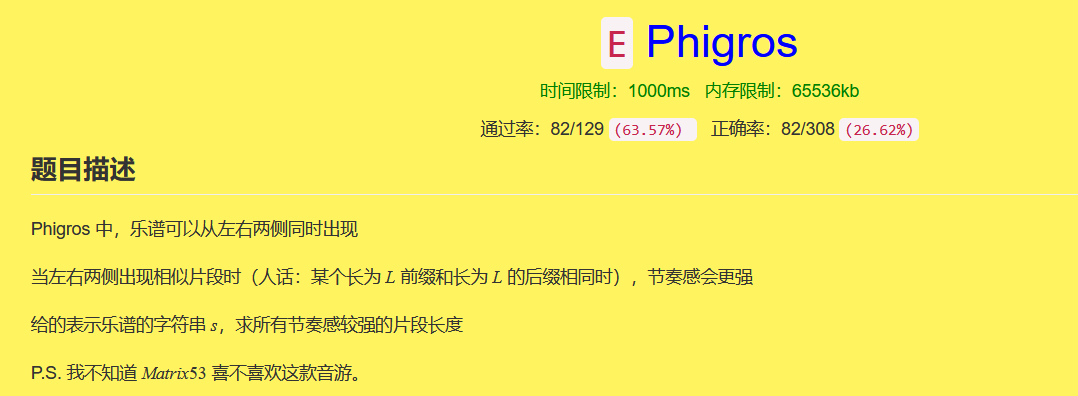 E Phigros
时间限制：1000ms 内存限制：65536kb
通过率：82/129 (63.57%) 正确率：82/308 (26.62%)
题目描述
Phigros 中，乐谱可以从左右两侧同时出现
当左右两侧出现相似片段时（人话：某个长为 L 前缀和长为 L 的后缀相同时），节奏感会更强
给的表示乐谱的字符串 s，求所有节奏感较强的片段长度
P.S. 我不知道 Matrix53 喜不喜欢这款音游。